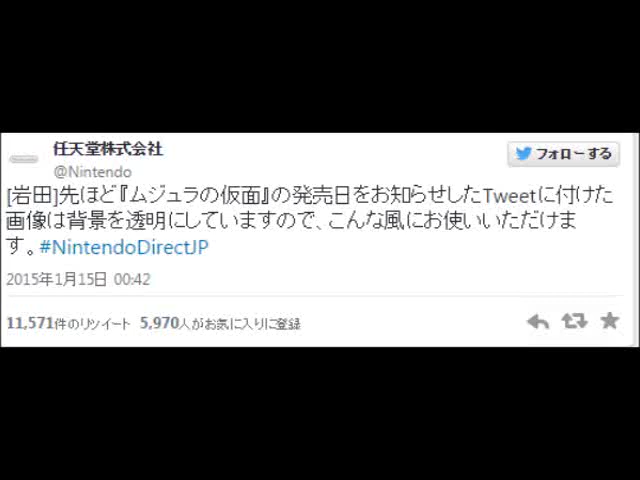 任天堂株式会社
フォローする
@Nintendo
[岩田]先ほど『ムジュラの仮面』の発売日をお知らせしたTweetに付けた
画像は背景を透明にしていますので、こんな風にお使いいただけま
す。#NintendoDirectJP
2015年1月15日 00:42
11,571件のリツイート 5,970人がお気に入りに登録